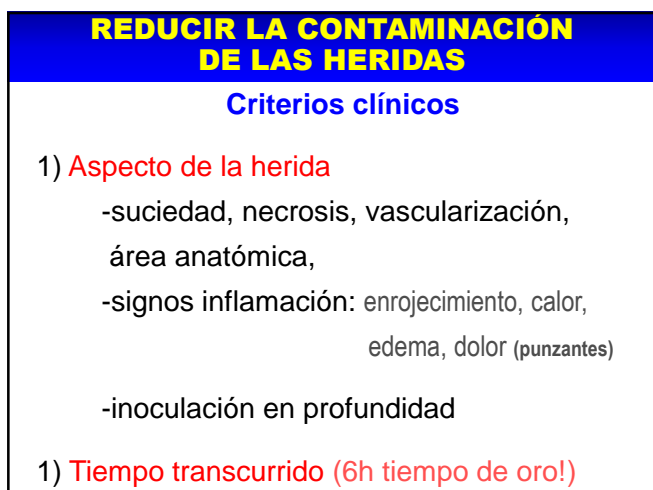 REDUCIR LA CONTAMINACIÓN
DE LAS HERIDAS
Criterios clínicos
1) Aspecto de la herida
-suciedad, necrosis, vascularización,
área anatómica,
-signos inflamación: enrojecimiento, calor,
edema, dolor (punzantes)
-inoculación en profundidad
1) Tiempo transcurrido (6h tiempo de oro!)